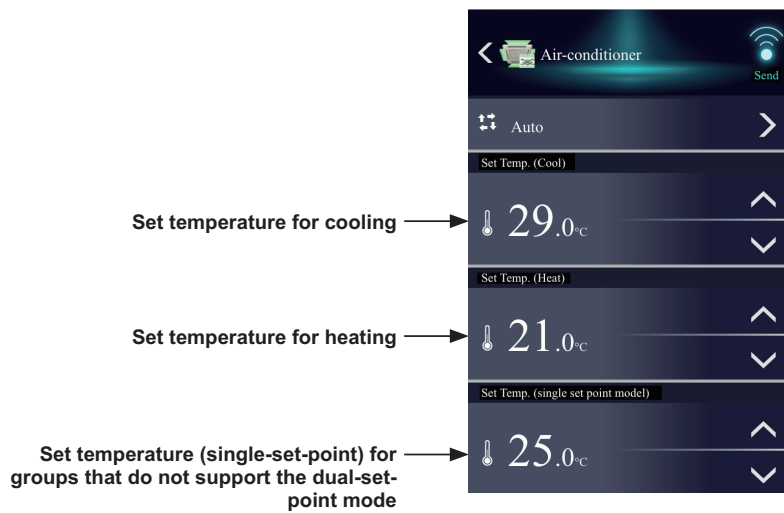 Air-conditioner
Send
Auto
Set Temp. (Cool)
Set temperature for cooling
29.0°C
Set Temp. (Heat)
Set temperature for heating
21.0°C
Set Temp. (single set point model)
Set temperature (single-set-point) for
groups that do not support the dual-set-
point mode
25.0°C